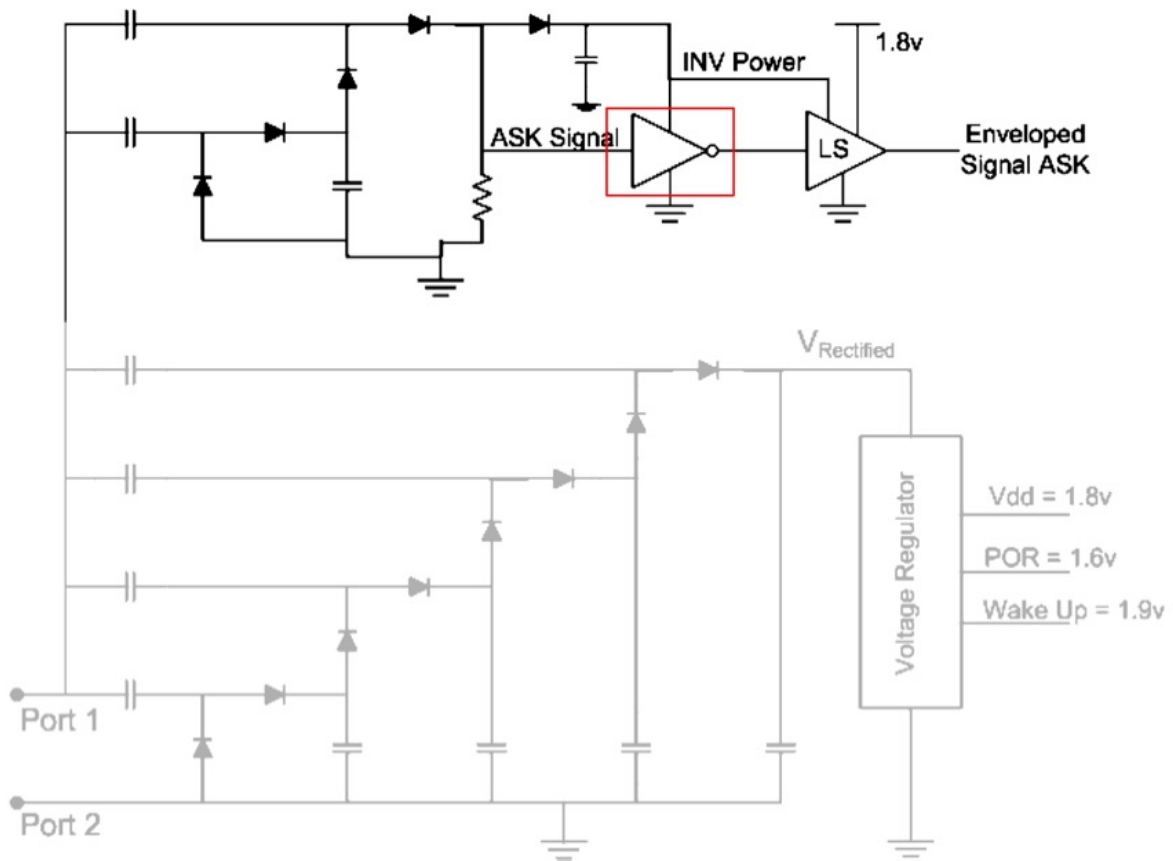 1.8v
INV Power
ASK Signal
LS
Enveloped
Signal ASK
VRectified
Voltage Regulator
Vdd = 1.8v
POR = 1.6v
Wake Up = 1.9v
Port 1
Port 2